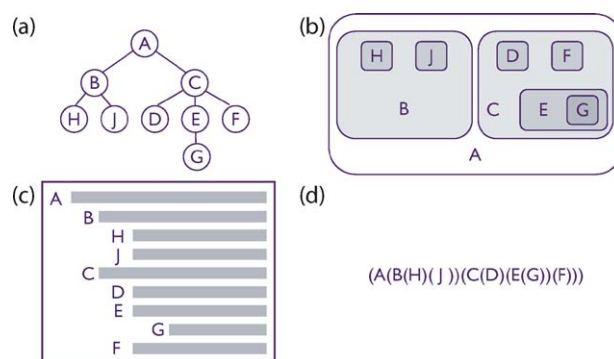 (a)
A
B C
H J D E F
G
(b)
H J D F
B C E G
A
(c)
A
B
H
J
C
D
E
G
F
(d)
(A(B(H)( J ))(C(D)(E(G))(F)))